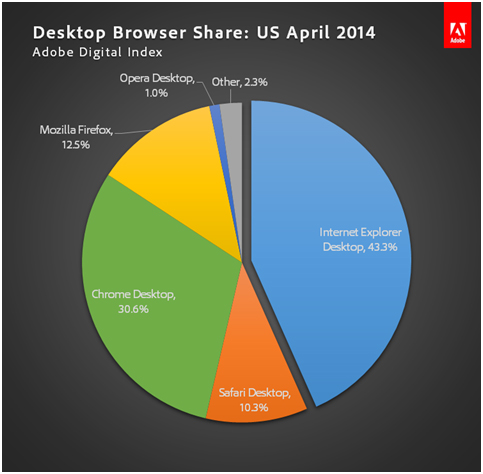 Desktop Browser Share: US April 2014
Adobe Digital Index
Adobe
Opera Desktop,
1.0%
Other, 2.3%
Mozilla Firefox,
12.5%
Internet Explorer
Desktop, 43.3%
Chrome Desktop,
30.6%
Safari Desktop,
10.3%